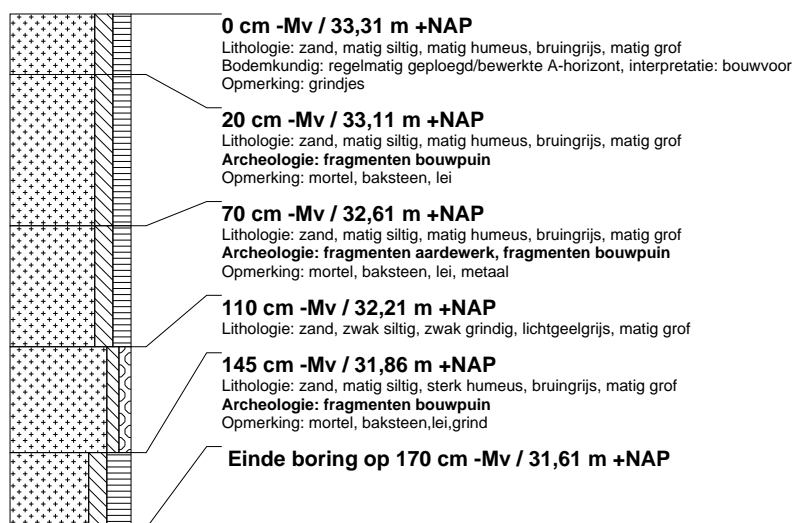 0 cm -Mv / 33,31 m +NAP
Lithologie: zand, matig siltig, matig humeus, bruingrijs, matig grof
Bodemkundig: regelmatig geploegd/bewerkte A-horizont, interpretatie: bouwvoor
Opmerking: grindjes
20 cm -Mv / 33,11 m +NAP
Lithologie: zand, matig siltig, matig humeus, bruingrijs, matig grof
Archeologie: fragmenten bouwpuin
Opmerking: mortel, baksteen, lei
70 cm -Mv / 32,61 m +NAP
Lithologie: zand, matig siltig, matig humeus, bruingrijs, matig grof
Archeologie: fragmenten aardewerk, fragmenten bouwpuin
Opmerking: mortel, baksteen, lei, metaal
110 cm -Mv / 32,21 m +NAP
Lithologie: zand, zwak siltig, zwak grindig, lichtgeelgrijs, matig grof
145 cm -Mv / 31,86 m +NAP
Lithologie: zand, matig siltig, sterk humeus, bruingrijs, matig grof
Archeologie: fragmenten bouwpuin
Opmerking: mortel, baksteen,lei,grind
Einde boring op 170 cm -Mv / 31,61 m +NAP